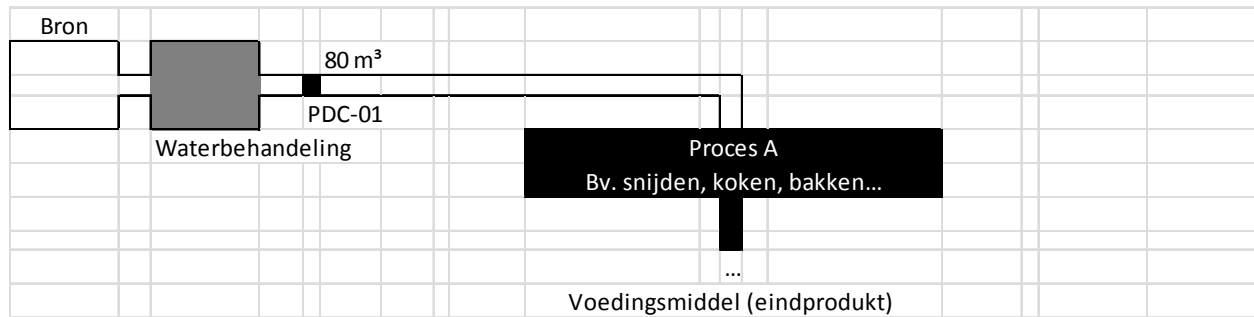 Bron
80 m³
PDC-01
Waterbehandeling
Proces A
Bv. snijden, koken, bakken...
...
Voedingsmiddel (eindprodukt)